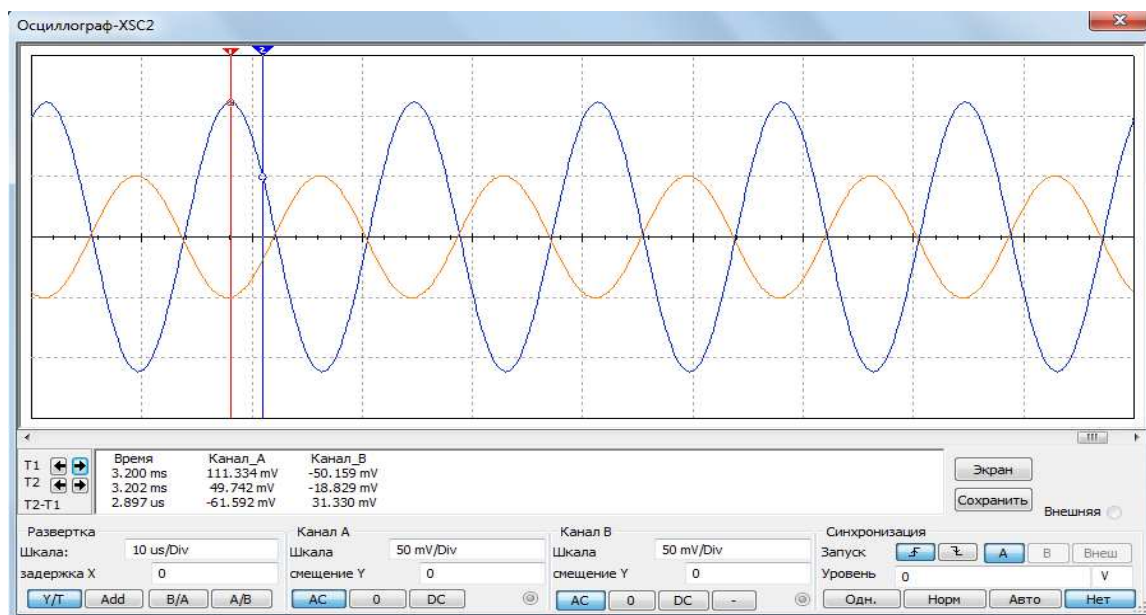 Осциллограф-XSC2
1 2
Время Канал_A Канал_B
T1 3.200 ms 111.334 mV -50.159 mV
T2 3.202 ms 49.742 mV -18.829 mV
T2-T1 2.897 us -61.592 mV 31.330 mV
Экран
Сохранить
Внешняя
Развертка Канал A Канал B Синхронизация
Шкала: 10 us/Div Шкала 50 mV/Div Шкала 50 mV/Div Запуск A B Внеш
задержка X 0 смещение Y 0 смещение Y 0 Уровень 0 V
Y/T Add B/A A/B AC 0 DC AC 0 DC - Одн. Норм Авто Нет